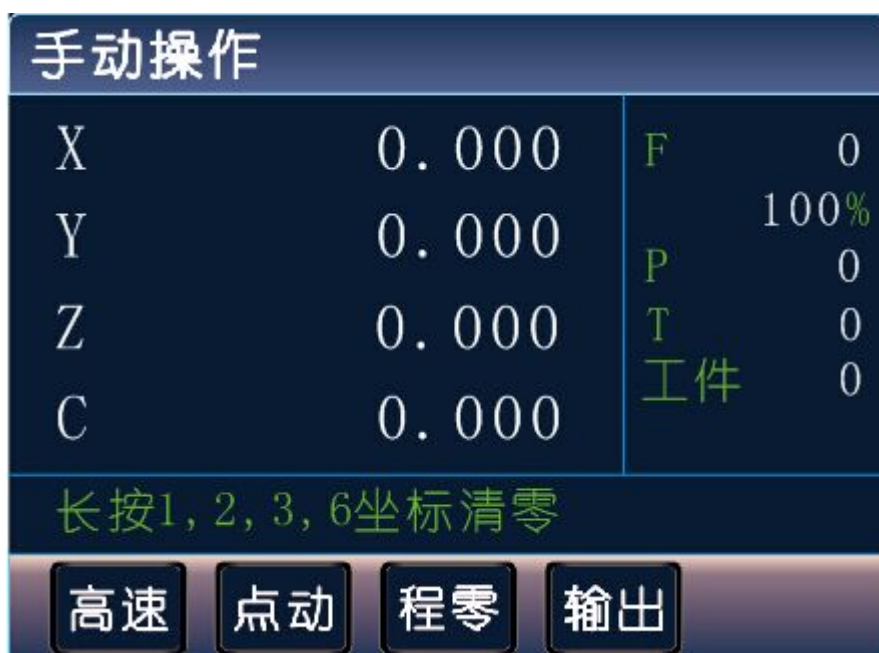 手动操作
X 0.000 F 0
100%
Y 0.000
P 0
Z 0.000 T 0
工件 0
C 0.000
长按1,2,3,6坐标清零
高速 点动 程零 输出